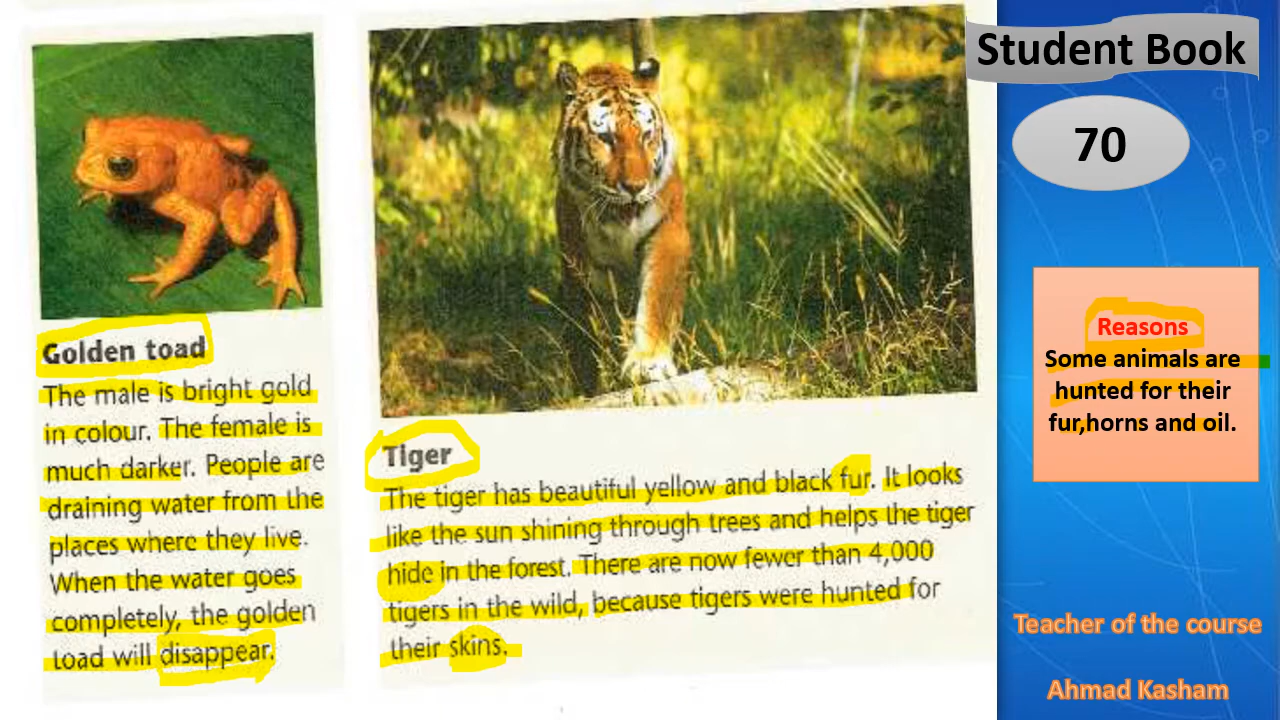 Golden toad
The male is bright gold
in colour. The female is
much darker. People are
draining water from the
places where they live.
When the water goes
completely, the golden
toad will disappear.
Tiger
The tiger has beautiful yellow and black fur. It looks
like the sun shining through trees and helps the tiger
hide in the forest. There are now fewer than 4,000
tigers in the wild, because tigers were hunted for
their skins.
Student Book
70
Reasons
Some animals are
hunted for their
fur,horns and oil.
Teacher of the course
Ahmad Kasham